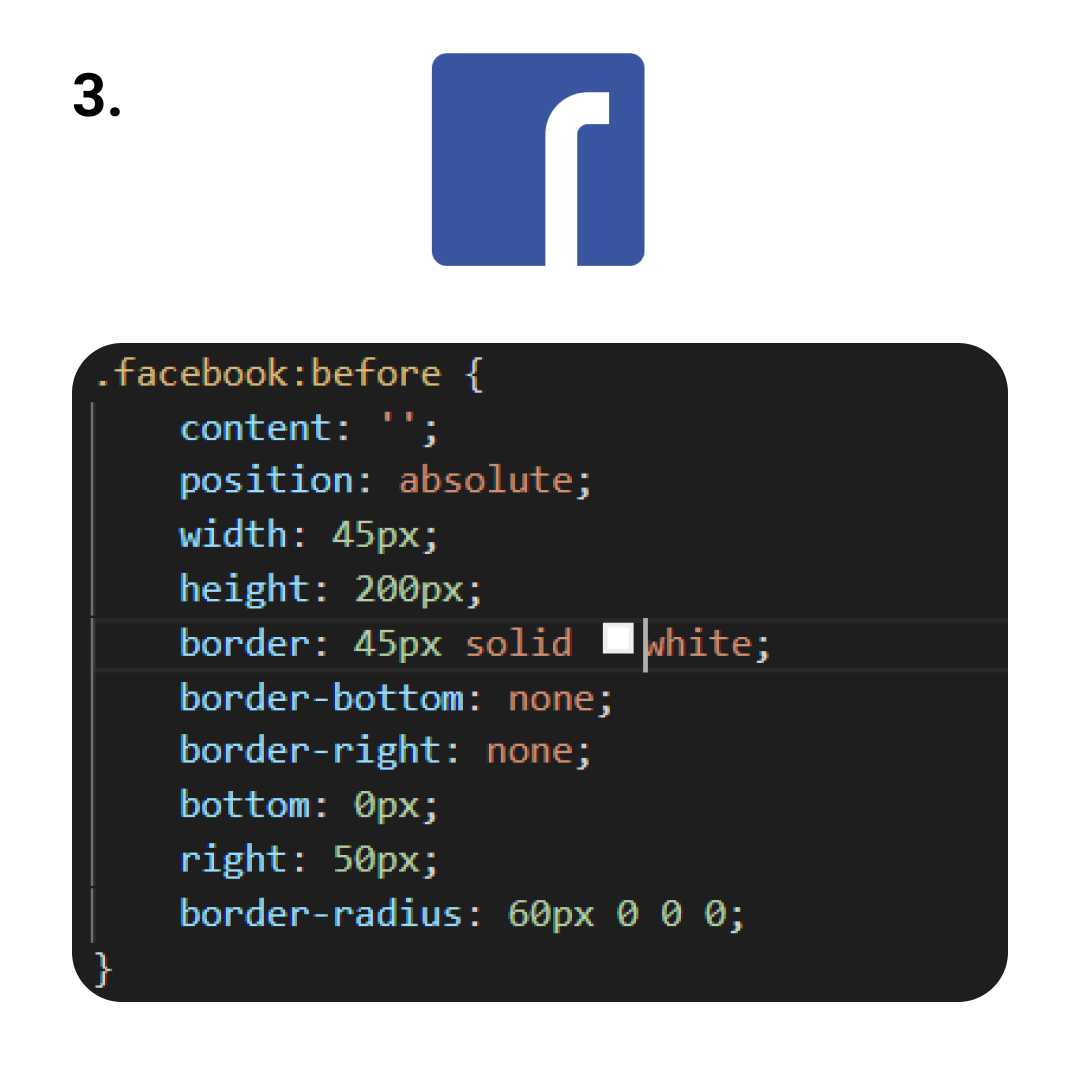 3.
.facebook:before {
content: '';
position: absolute;
width: 45px;
height: 200px;
border: 45px solid white;
border-bottom: none;
border-right: none;
bottom: 0px;
right: 50px;
border-radius: 60px 0 0 0;
}